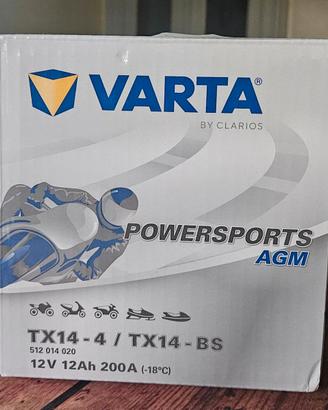 VARTA®
BY CLARIOS
POWERSPORTS
AGM
TX14-4 / TX14-BS
512 014 020
12V 12Ah 200A (-18°C)